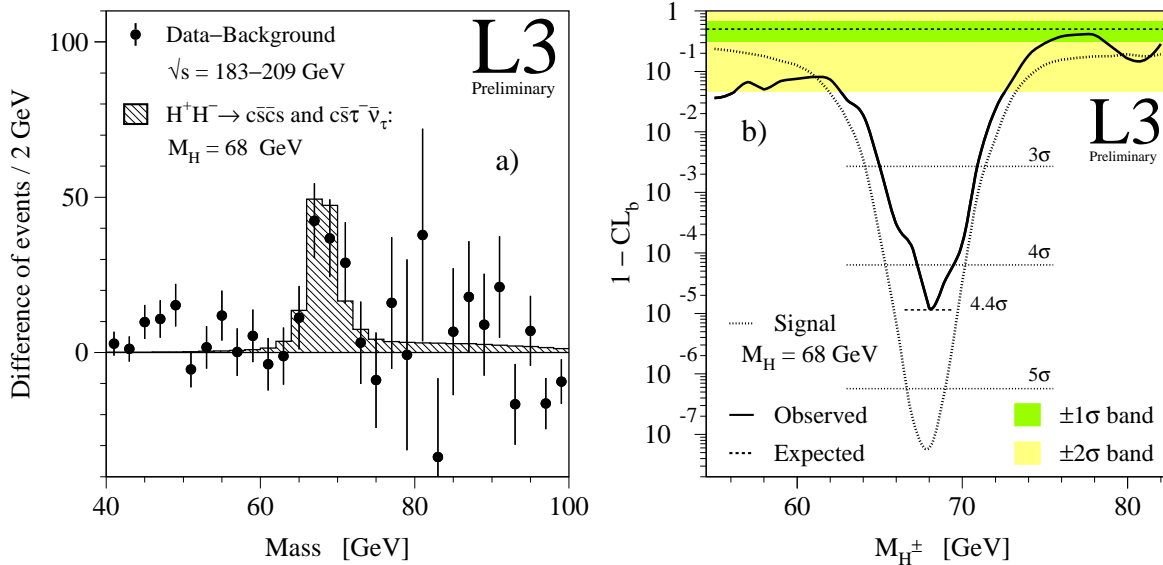 100
50
0
Difference of events / 2 GeV
Data–Background
√s = 183–209 GeV
H⁺H⁻ → cs̄c̄s and cs̄τ⁻ν̄_τ:
M_H = 68 GeV
L3
Preliminary
a)
40
60
80
100
Mass [GeV]
1
10⁻¹
10⁻²
10⁻³
10⁻⁴
10⁻⁵
10⁻⁶
10⁻⁷
1 − CL_b
b)
L3
Preliminary
3σ
4σ
4.4σ
5σ
Signal
M_H = 68 GeV
Observed
Expected
±1σ band
±2σ band
60
70
80
M_H± [GeV]